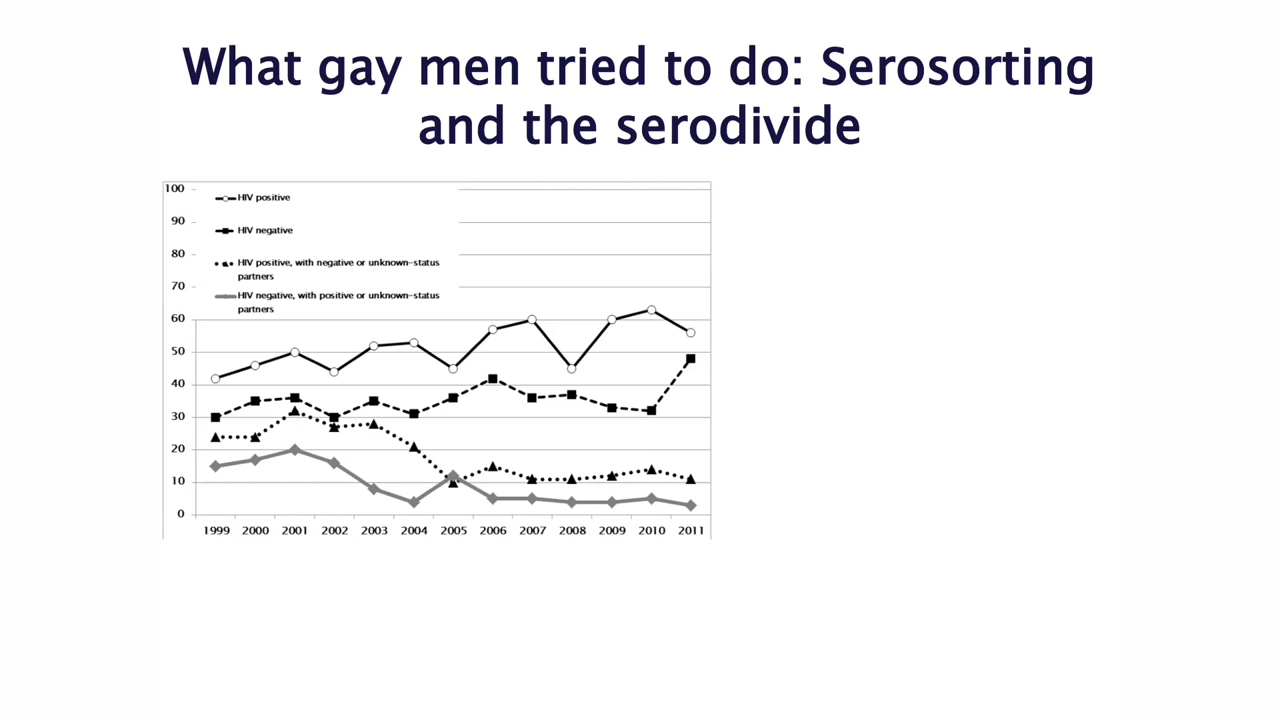 What gay men tried to do: Serosorting
and the serodivide
100
90
80
70
60
50
40
30
20
10
0
HIV positive
HIV negative
HIV positive, with negative or unknown-status
partners
HIV negative, with positive or unknown-status
partners
1999 2000 2001 2002 2003 2004 2005 2006 2007 2008 2009 2010 2011